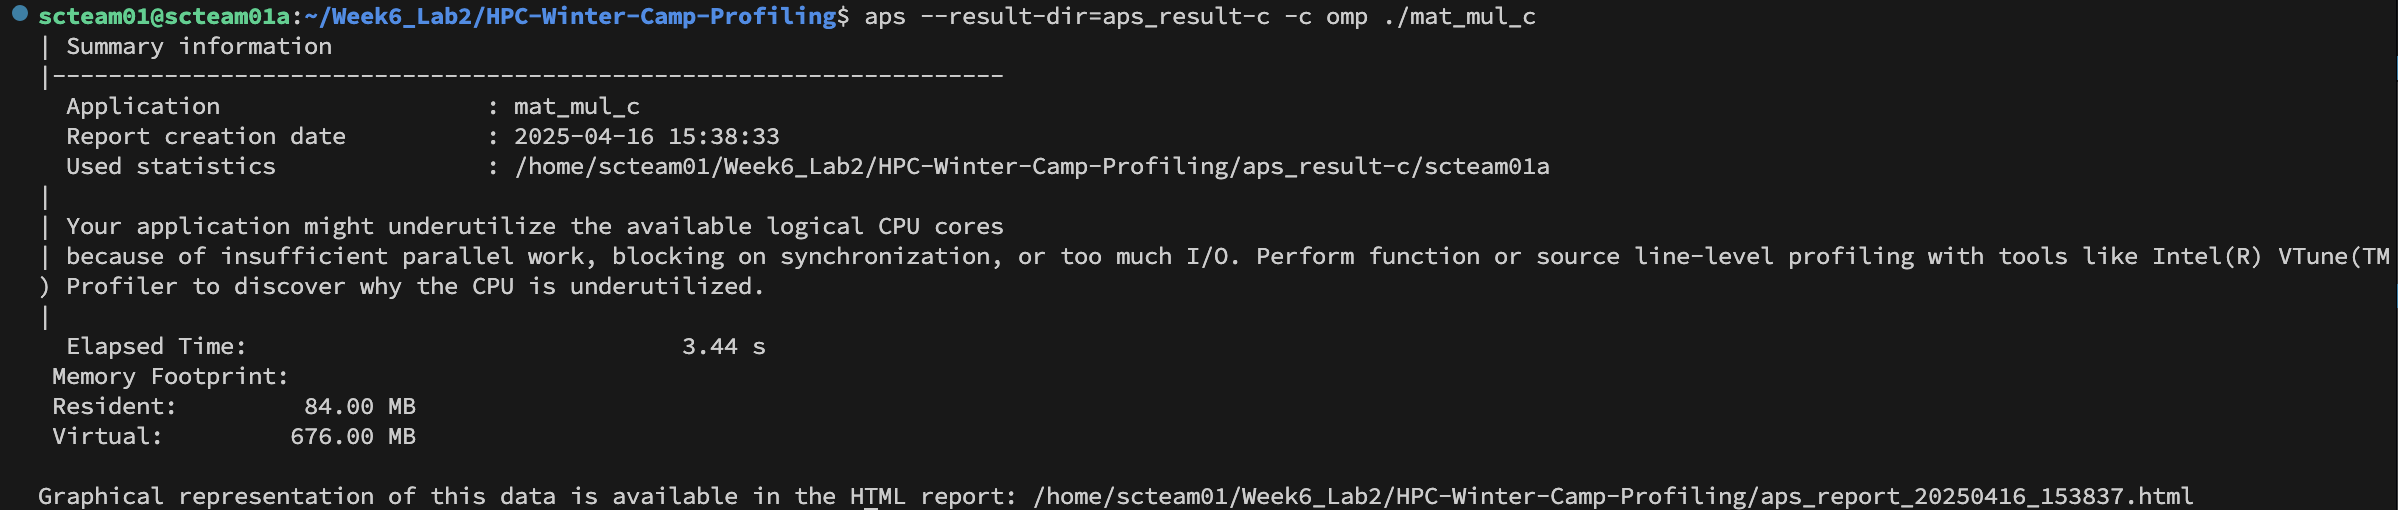 scteam01@scteam01a:~/Week6_Lab2/HPC-Winter-Camp-Profiling$ aps --result-dir=aps_result-c -c omp ./mat_mul_c
| Summary information
|--------------------------------------------------------------------
  Application                   : mat_mul_c
  Report creation date          : 2025-04-16 15:38:33
  Used statistics               : /home/scteam01/Week6_Lab2/HPC-Winter-Camp-Profiling/aps_result-c/scteam01a
|
| Your application might underutilize the available logical CPU cores
| because of insufficient parallel work, blocking on synchronization, or too much I/O. Perform function or source line-level profiling with tools like Intel(R) VTune(TM
) Profiler to discover why the CPU is underutilized.
|
  Elapsed Time:                               3.44 s
 Memory Footprint:
 Resident:         84.00 MB
 Virtual:         676.00 MB
Graphical representation of this data is available in the HTML report: /home/scteam01/Week6_Lab2/HPC-Winter-Camp-Profiling/aps_report_20250416_153837.html